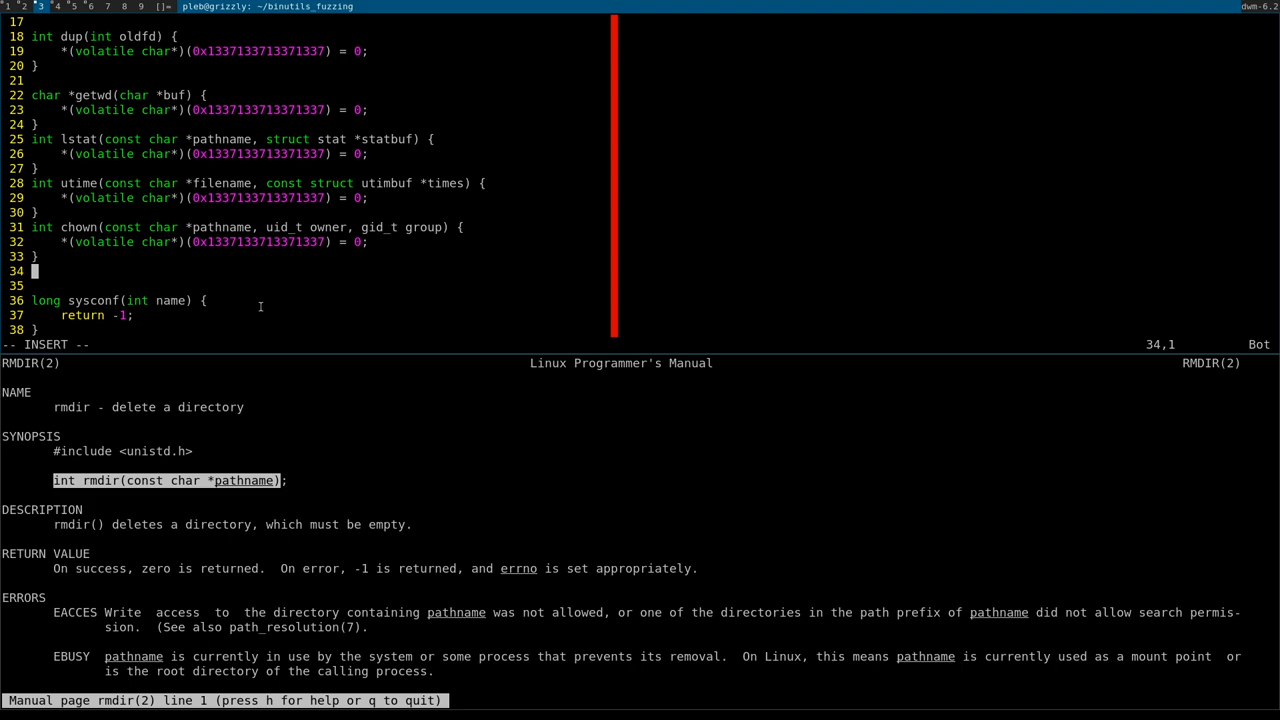 1 2 3 4 5 6 7 8 9 []= pleb@grizzly: ~/binutils_fuzzing dwm-6.2
17
18 int dup(int oldfd) {
19     *(volatile char*)(0x1337133713371337) = 0;
20 }
21
22 char *getwd(char *buf) {
23     *(volatile char*)(0x1337133713371337) = 0;
24 }
25 int lstat(const char *pathname, struct stat *statbuf) {
26     *(volatile char*)(0x1337133713371337) = 0;
27 }
28 int utime(const char *filename, const struct utimbuf *times) {
29     *(volatile char*)(0x1337133713371337) = 0;
30 }
31 int chown(const char *pathname, uid_t owner, gid_t group) {
32     *(volatile char*)(0x1337133713371337) = 0;
33 }
34
35
36 long sysconf(int name) {
37     return -1;
38 }
-- INSERT -- 34,1 Bot
RMDIR(2) Linux Programmer's Manual RMDIR(2)
NAME
rmdir - delete a directory
SYNOPSIS
#include <unistd.h>
int rmdir(const char *pathname);
DESCRIPTION
rmdir() deletes a directory, which must be empty.
RETURN VALUE
On success, zero is returned.  On error, -1 is returned, and errno is set appropriately.
ERRORS
EACCES Write  access  to  the directory containing pathname was not allowed, or one of the directories in the path prefix of pathname did not allow search permis-
sion.  (See also path_resolution(7).
EBUSY  pathname is currently in use by the system or some process that prevents its removal.  On Linux, this means pathname is currently used as a mount point  or
is the root directory of the calling process.
Manual page rmdir(2) line 1 (press h for help or q to quit)